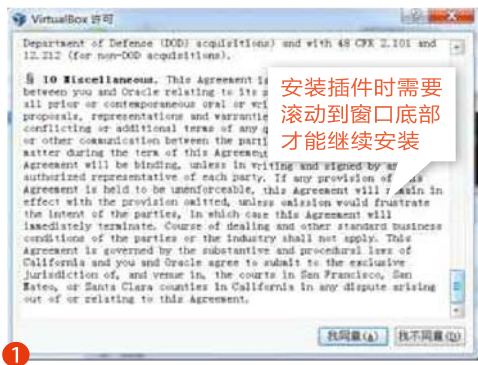 VirtualBox 许可
Department of Defence (DOD) acquisitions) and with 48 CFR 2.101 and
12.212 (for non-DOD acquisitions).
§ 10 Miscellaneous. This Agreement is
between you and Oracle relating to its
all prior or contemporaneous oral or
proposals, representations and warrantie
conflicting or additional terms of any
or other communication between the parti
matter during the term of this Agreemen
Agreement will be binding, unless in writing and signed by an
authorized representative of each party. If any provision of this
Agreement is held to be unenforceable, this Agreement will remain in
effect with the provision omitted, unless omission would frustrate
the intent of the parties, in which case this Agreement will
immediately terminate. Course of dealing and other standard business
conditions of the parties or the industry shall not apply. This
Agreement is governed by the substantive and procedural laws of
California and you and Oracle agree to submit to the exclusive
jurisdiction of, and venue in, the courts in San Francisco, San
Mateo, or Santa Clara counties in California in any dispute arising
out of or relating to this Agreement.
安装插件时需要
滚动到窗口底部
才能继续安装
我同意(A) 我不同意(D)
1